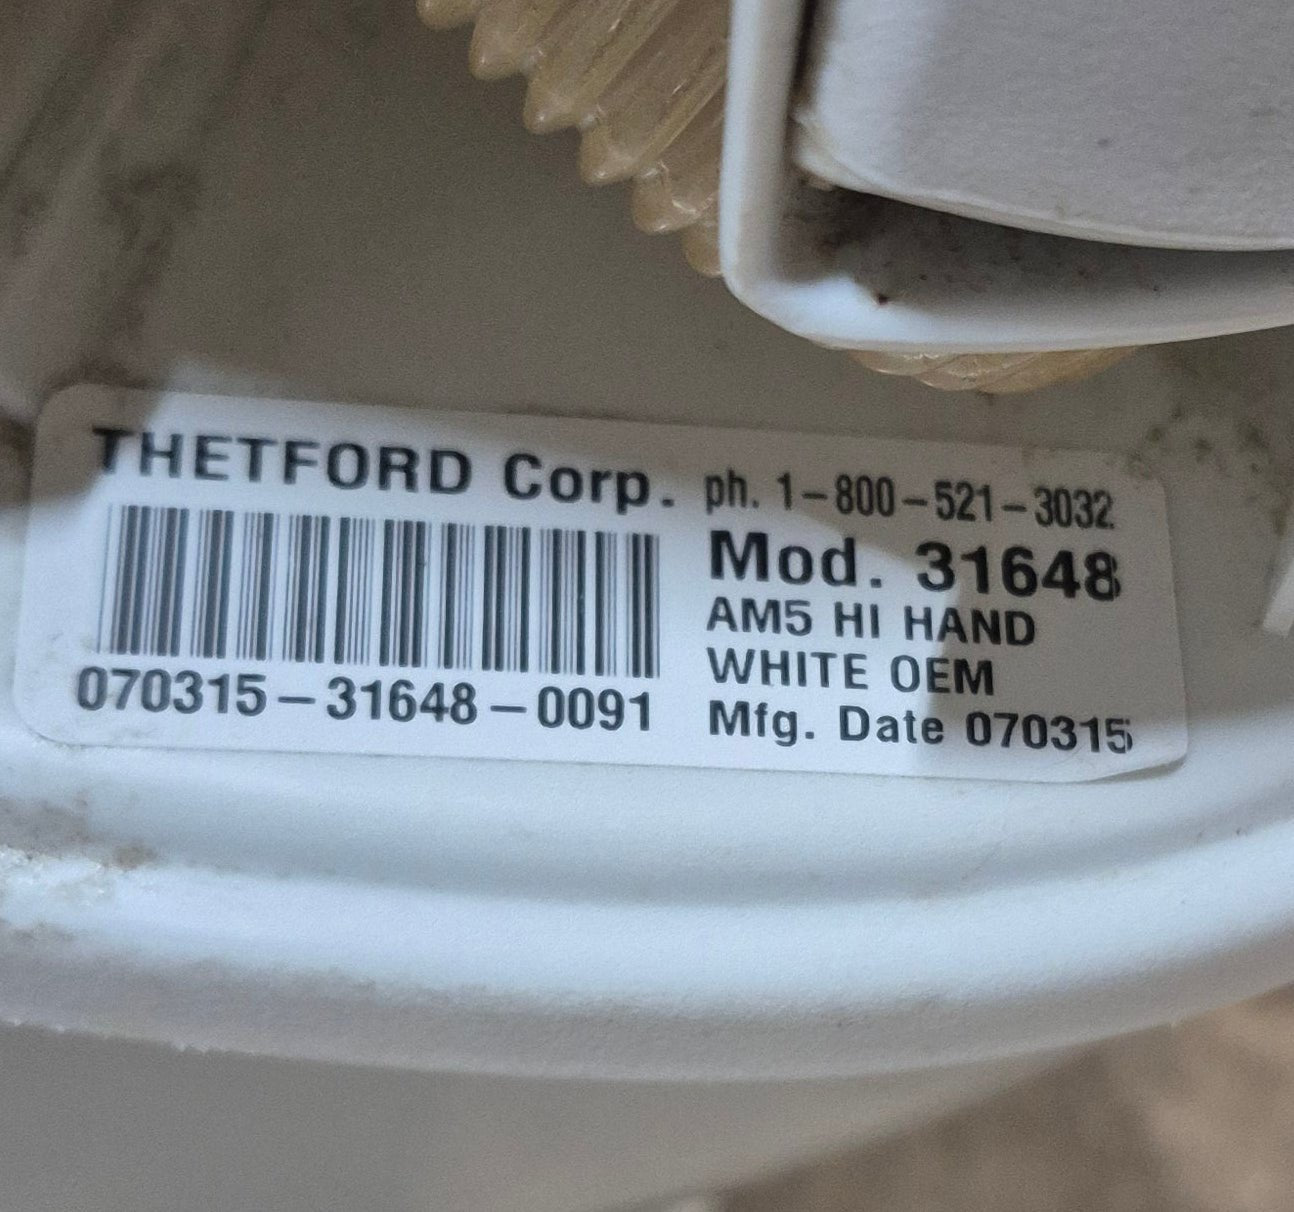 THETFORD Corp. ph. 1-800-521-3032
Mod. 31648
AM5 HI HAND
WHITE OEM
070315-31648-0091
Mfg. Date 070315